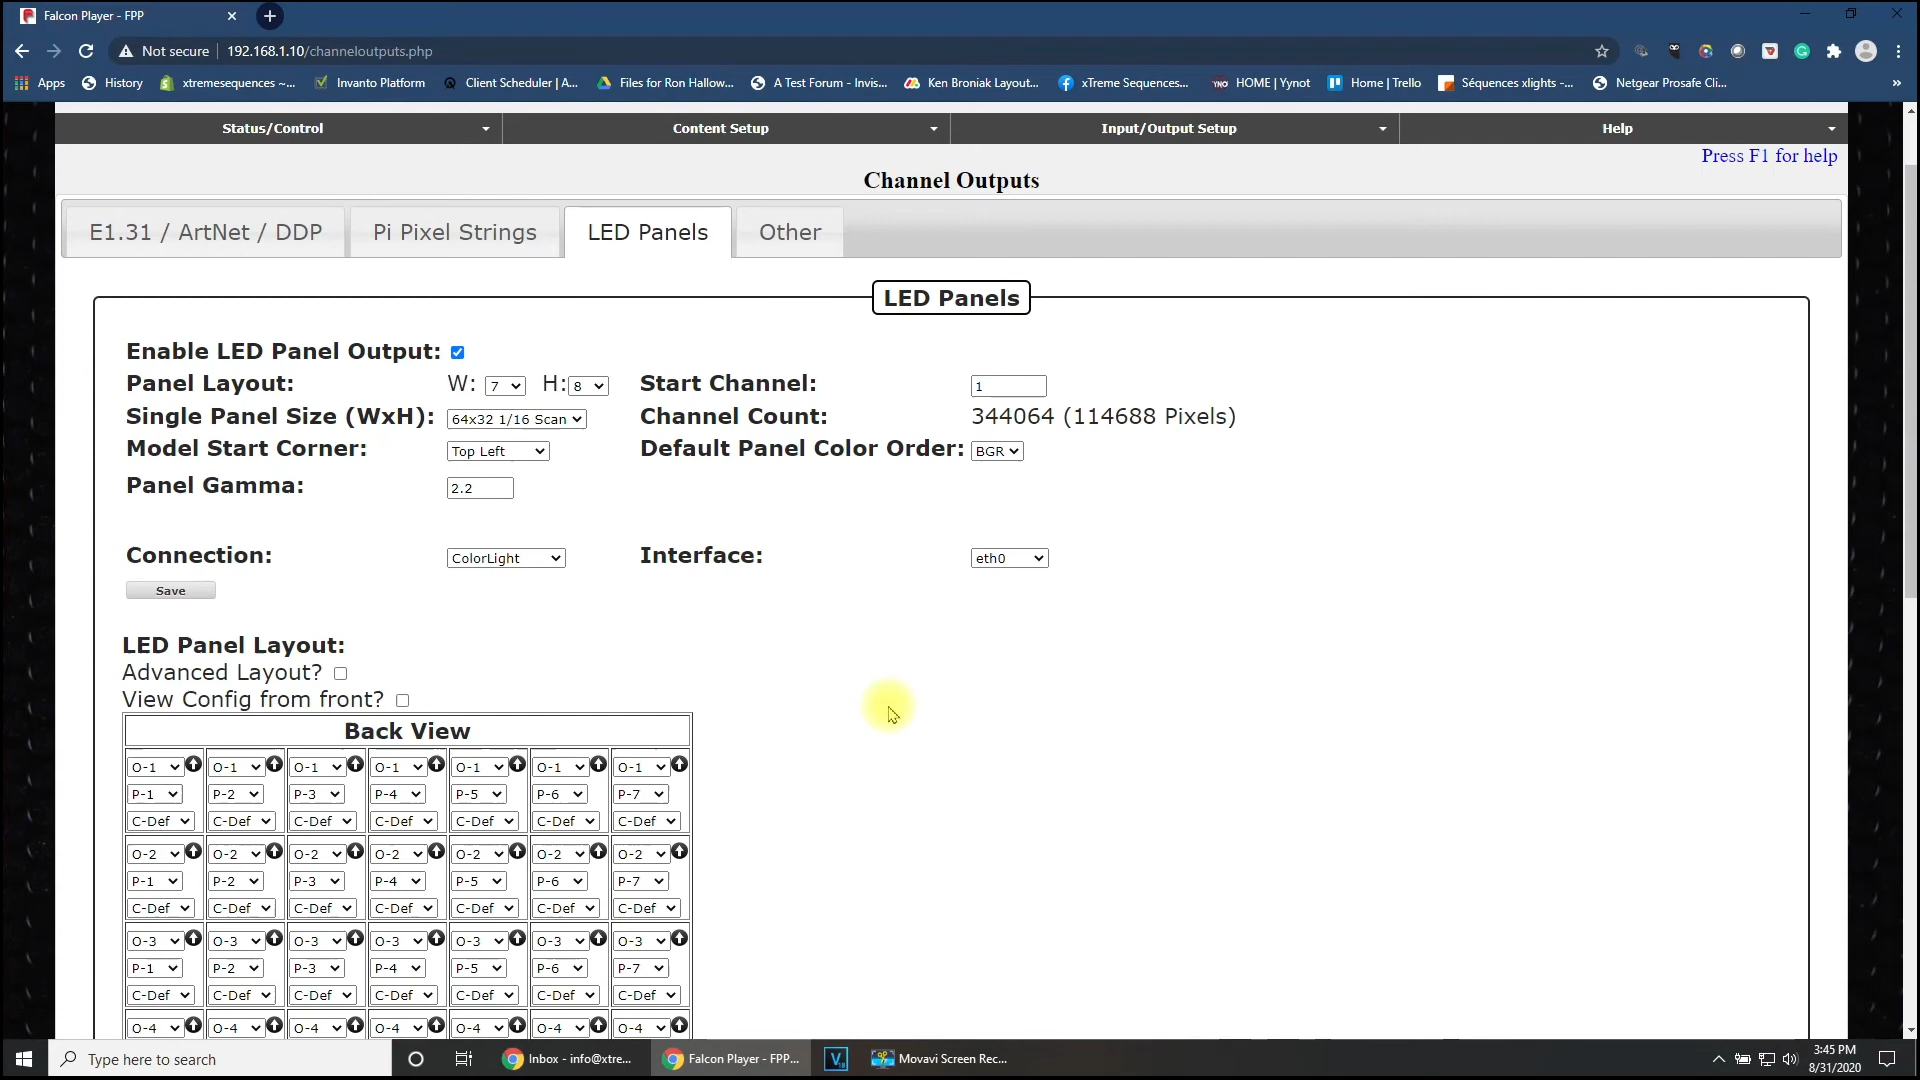 Falcon Player - FPP
Not secure 192.168.1.10/channeloutputs.php
Apps History xtremesequences ~... Invanto Platform Client Scheduler | A... Files for Ron Hallow... A Test Forum - Invis... Ken Broniak Layout... xTreme Sequences... YNO HOME | Yynot Home | Trello Séquences xlights -... Netgear Prosafe Cli... »
Status/Control Content Setup Input/Output Setup Help
Press F1 for help
Channel Outputs
E1.31 / ArtNet / DDP Pi Pixel Strings LED Panels Other
LED Panels
Enable LED Panel Output:
Panel Layout: W: 7 H: 8 Start Channel: 1
Single Panel Size (WxH): 64x32 1/16 Scan Channel Count: 344064 (114688 Pixels)
Model Start Corner: Top Left Default Panel Color Order: BGR
Panel Gamma: 2.2
Connection: ColorLight Interface: eth0
Save
LED Panel Layout:
Advanced Layout?
View Config from front?
Back View
O-1 O-1 O-1 O-1 O-1 O-1 O-1
P-1 P-2 P-3 P-4 P-5 P-6 P-7
C-Def C-Def C-Def C-Def C-Def C-Def C-Def
O-2 O-2 O-2 O-2 O-2 O-2 O-2
P-1 P-2 P-3 P-4 P-5 P-6 P-7
C-Def C-Def C-Def C-Def C-Def C-Def C-Def
O-3 O-3 O-3 O-3 O-3 O-3 O-3
P-1 P-2 P-3 P-4 P-5 P-6 P-7
C-Def C-Def C-Def C-Def C-Def C-Def C-Def
O-4 O-4 O-4 O-4 O-4 O-4 O-4
Type here to search Inbox - info@xtre... Falcon Player - FPP... V Movavi Screen Rec... 3:45 PM
8/31/2020